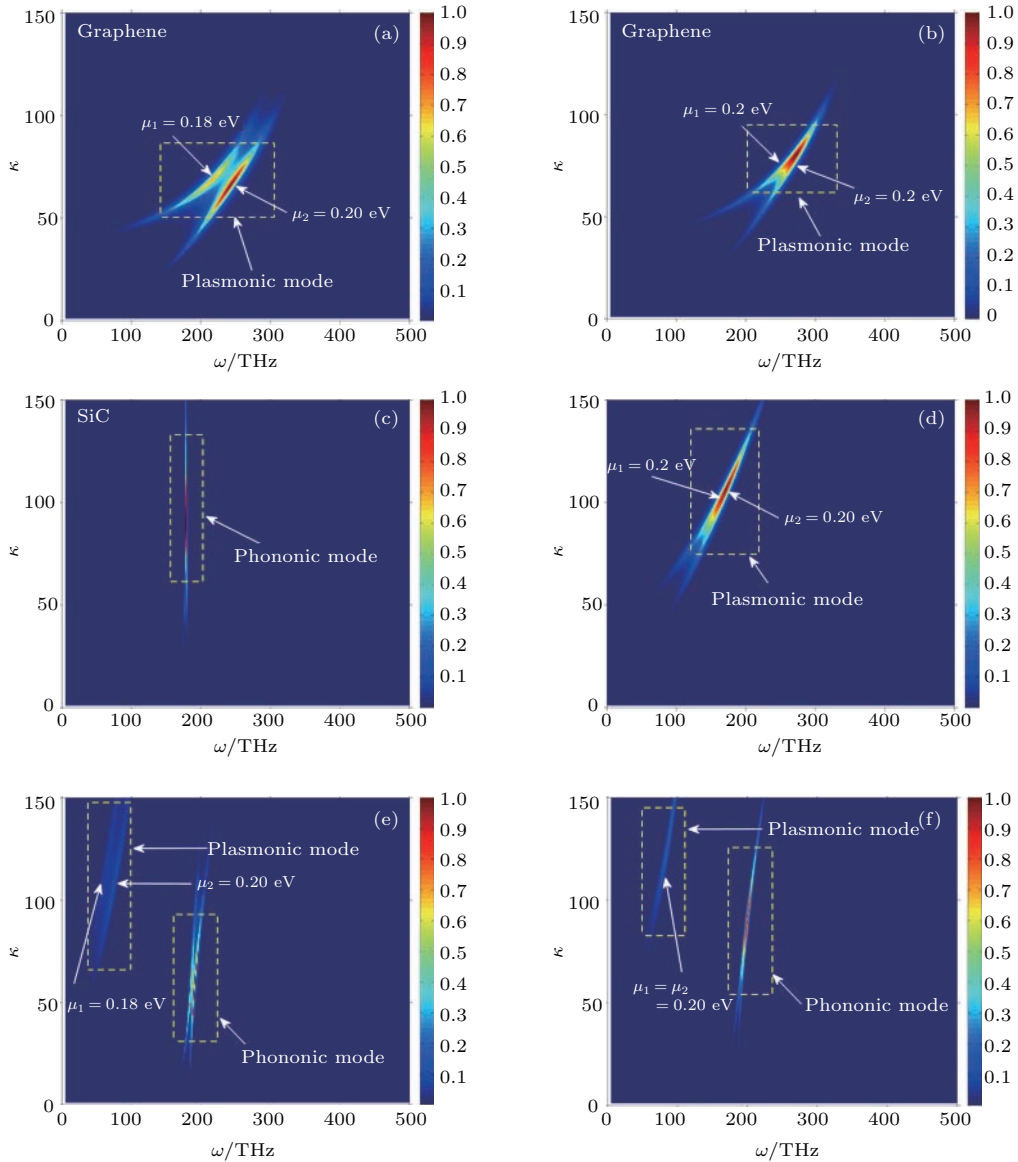 150
Graphene
(a)
1.0
0.9
0.8
0.7
0.6
0.5
0.4
0.3
0.2
0.1
100
50
0
κ
μ1 = 0.18 eV
μ2 = 0.20 eV
Plasmonic mode
0 100 200 300 400 500
ω/THz
150
Graphene
(b)
1.0
0.9
0.8
0.7
0.6
0.5
0.4
0.3
0.2
0.1
0
100
50
0
κ
μ1 = 0.2 eV
μ2 = 0.2 eV
Plasmonic mode
0 100 200 300 400 500
ω/THz
150
SiC
(c)
1.0
0.9
0.8
0.7
0.6
0.5
0.4
0.3
0.2
0.1
100
50
0
κ
Phononic mode
0 100 200 300 400 500
ω/THz
150
(d)
1.0
0.9
0.8
0.7
0.6
0.5
0.4
0.3
0.2
0.1
100
50
0
κ
μ1 = 0.2 eV
μ2 = 0.20 eV
Plasmonic mode
0 100 200 300 400 500
ω/THz
150
(e)
1.0
0.9
0.8
0.7
0.6
0.5
0.4
0.3
0.2
0.1
100
50
0
κ
Plasmonic mode
μ2 = 0.20 eV
μ1 = 0.18 eV
Phononic mode
0 100 200 300 400 500
ω/THz
150
(f)
1.0
0.9
0.8
0.7
0.6
0.5
0.4
0.3
0.2
0.1
100
50
0
κ
Plasmonic mode
μ1 = μ2
= 0.20 eV
Phononic mode
0 100 200 300 400 500
ω/THz